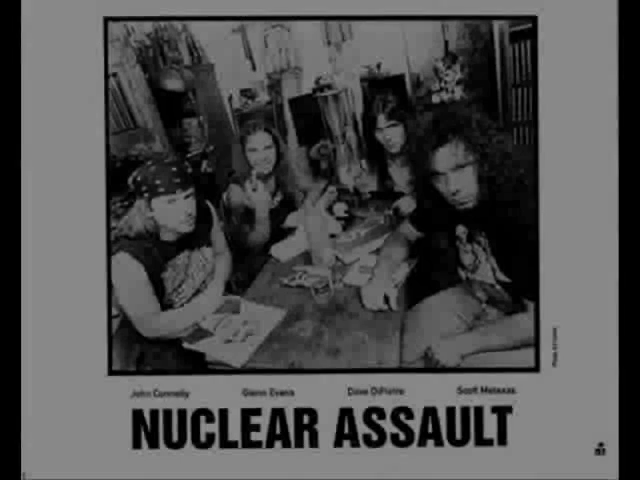 John Connelly Glenn Evans Dave DiPietro Scott Metaxas
NUCLEAR ASSAULT